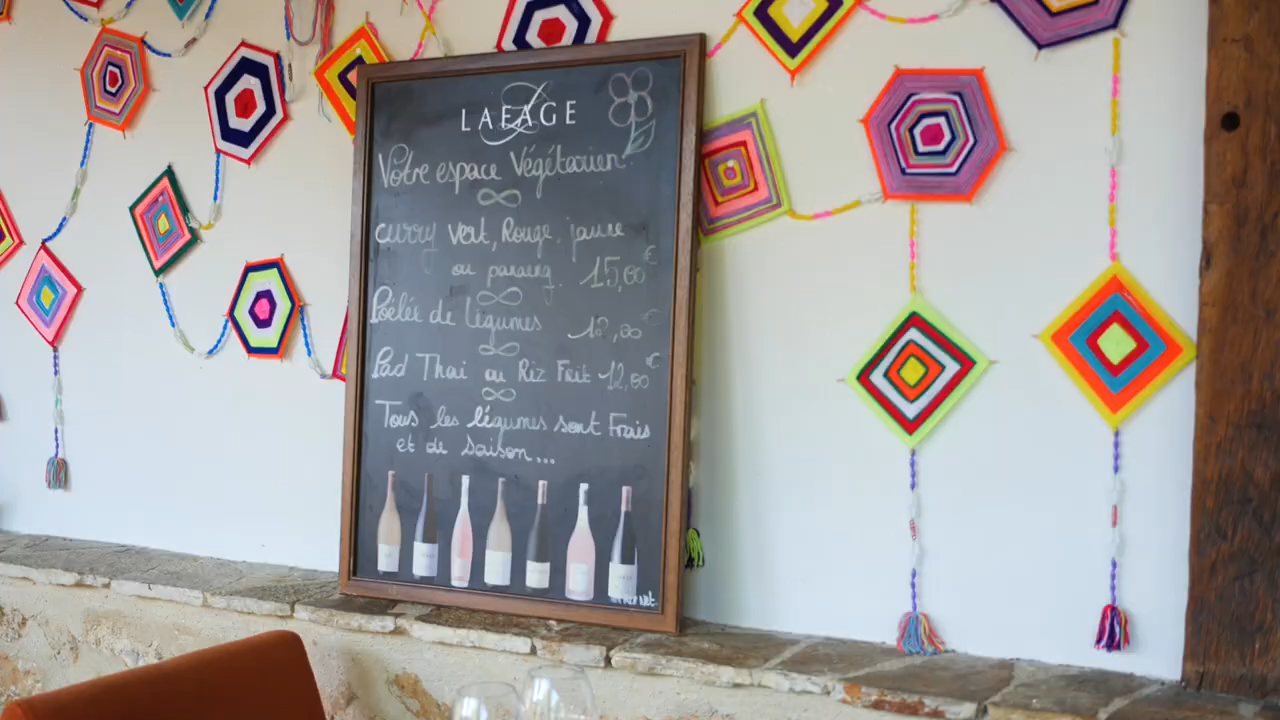 LAFAGE
Votre espace Végétarien
curry vert, Rouge, jaune
ou panang. 15,00€
Poêlée de légumes 12,00€
Pad Thai ou Riz Frit 12,00€
Tous les légumes sont Frais
et de saison...